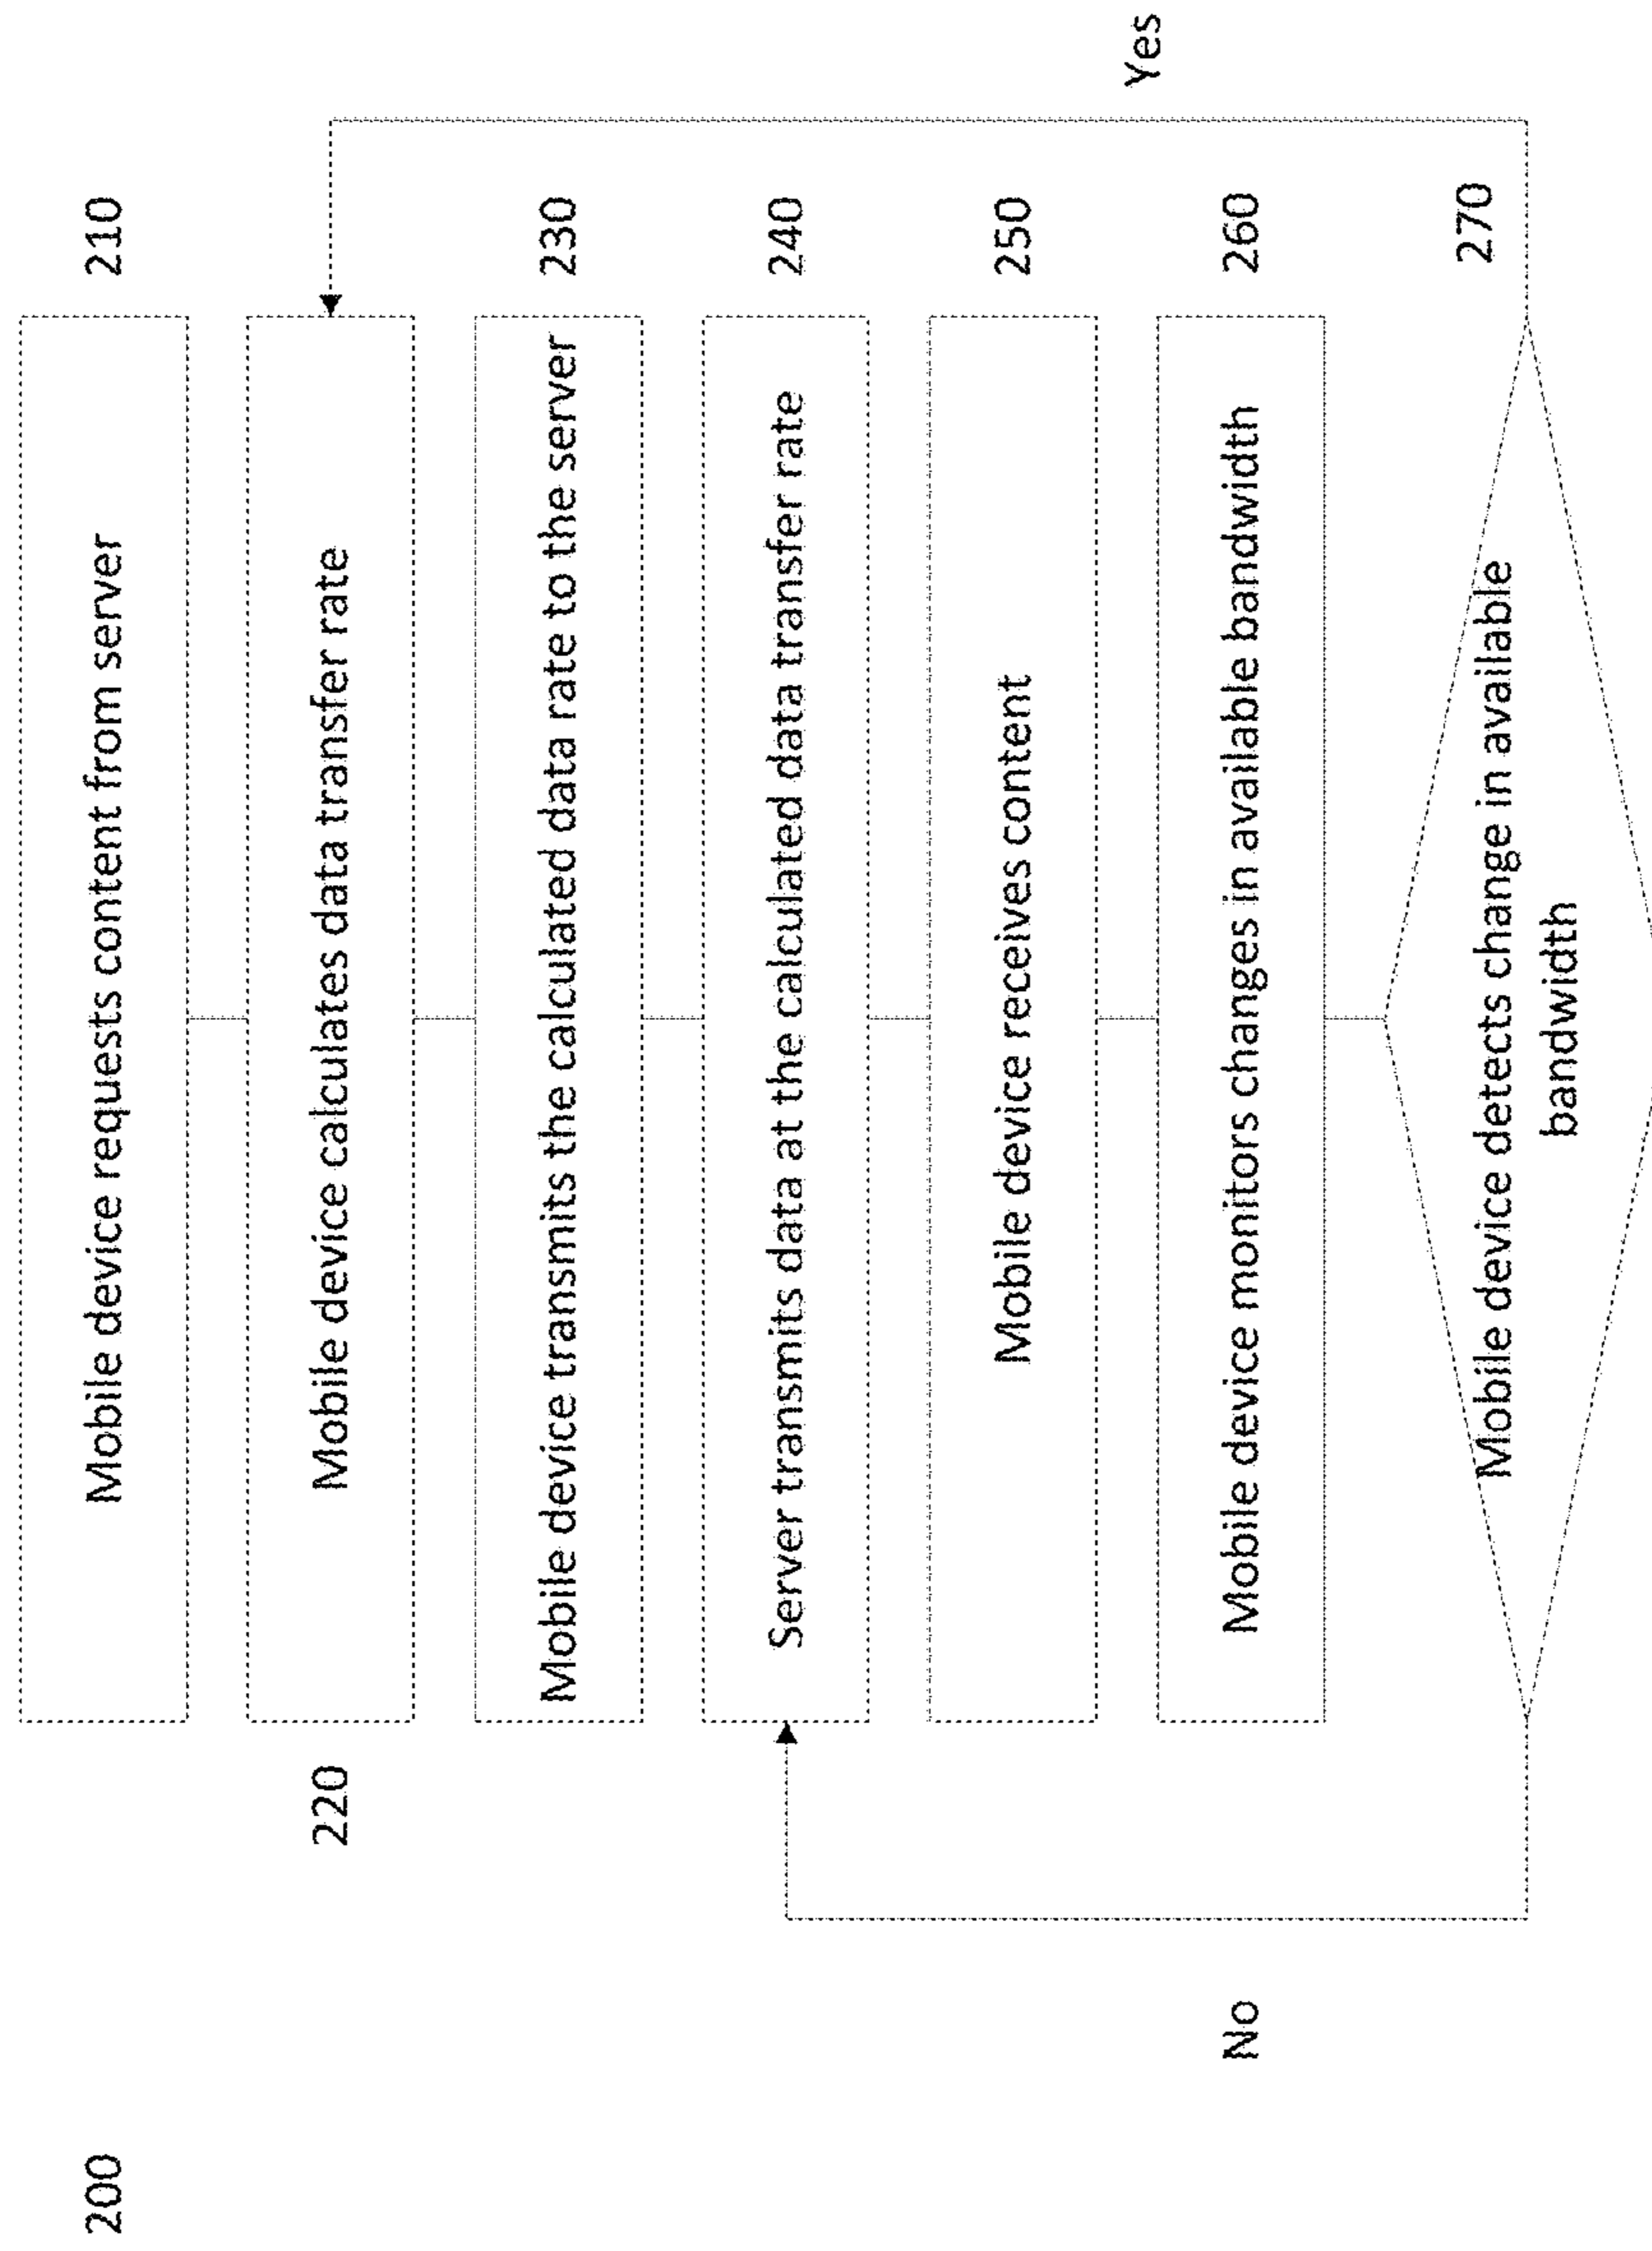 200
Mobile device requests content from server
210
220
Mobile device calculates data transfer rate
Mobile device transmits the calculated data rate to the server
230
Server transmits data at the calculated data transfer rate
240
Mobile device receives content
250
Mobile device monitors changes in available bandwidth
260
Mobile device detects change in available
bandwidth
270
No
Yes